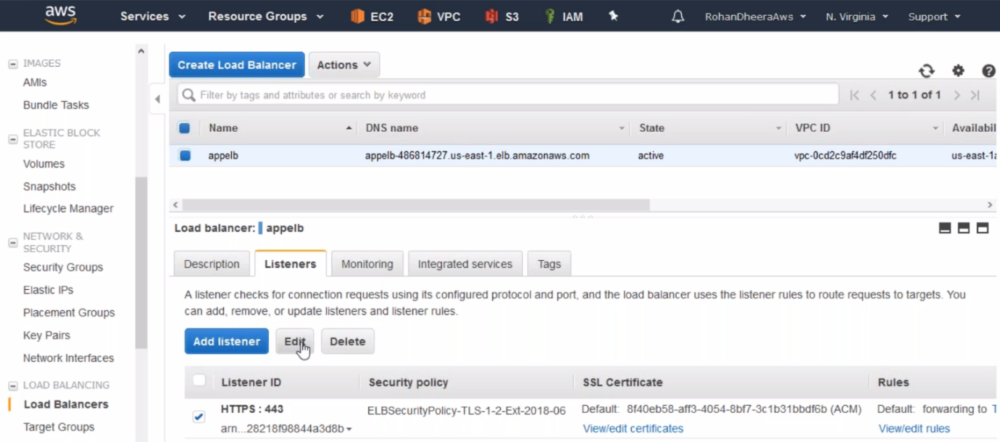 aws Services Resource Groups EC2 VPC S3 IAM RohanDheeraAws N. Virginia Support
IMAGES
AMIs
Bundle Tasks
ELASTIC BLOCK
STORE
Volumes
Snapshots
Lifecycle Manager
NETWORK &
SECURITY
Security Groups
Elastic IPs
Placement Groups
Key Pairs
Network Interfaces
LOAD BALANCING
Load Balancers
Target Groups
Create Load Balancer Actions
Filter by tags and attributes or search by keyword 1 to 1 of 1
Name DNS name State VPC ID Availabil
appelb appelb-486814727.us-east-1.elb.amazonaws.com active vpc-0cd2c9af4df250dfc us-east-1a
Load balancer: appelb
Description Listeners Monitoring Integrated services Tags
A listener checks for connection requests using its configured protocol and port, and the load balancer uses the listener rules to route requests to targets. You
can add, remove, or update listeners and listener rules.
Add listener Edit Delete
Listener ID Security policy SSL Certificate Rules
HTTPS : 443 ELBSecurityPolicy-TLS-1-2-Ext-2018-06 Default: 8f40eb58-aff3-4054-8bf7-3c1b31bbdf6b (ACM) Default: forwarding to T
arn...28218f98844a3d8b View/edit certificates View/edit rules